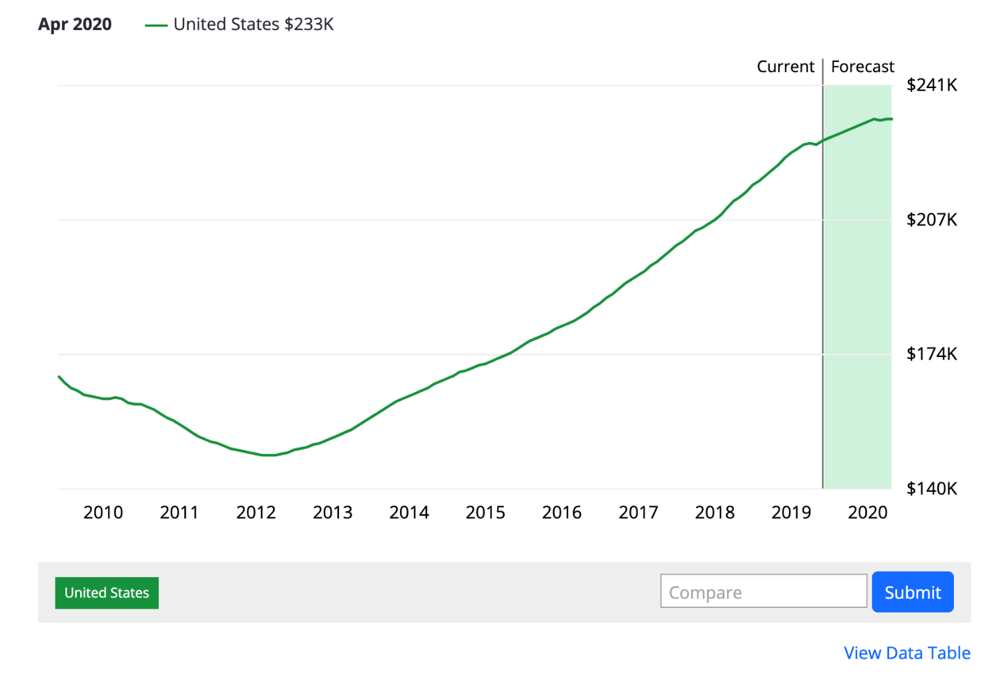 Apr 2020 United States $233K
Current Forecast
$241K
$207K
$174K
$140K
2010 2011 2012 2013 2014 2015 2016 2017 2018 2019 2020
United States Compare Submit
View Data Table